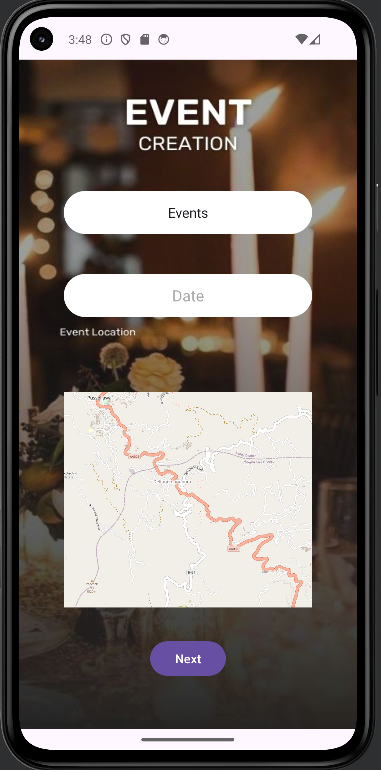 3:48
EVENT
CREATION
Events
Date
Event Location
Next